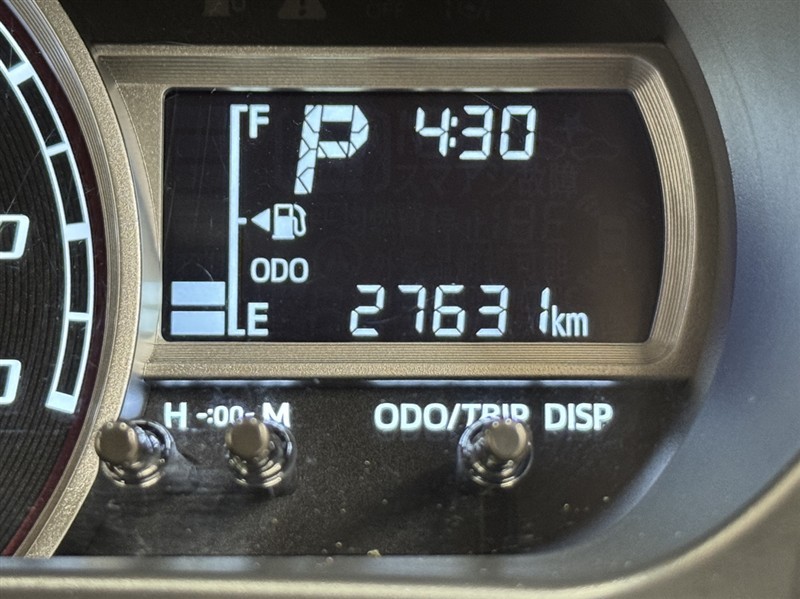 F P 4:30
ODO
E 27631km
H -:00- M ODO/TRIP DISP